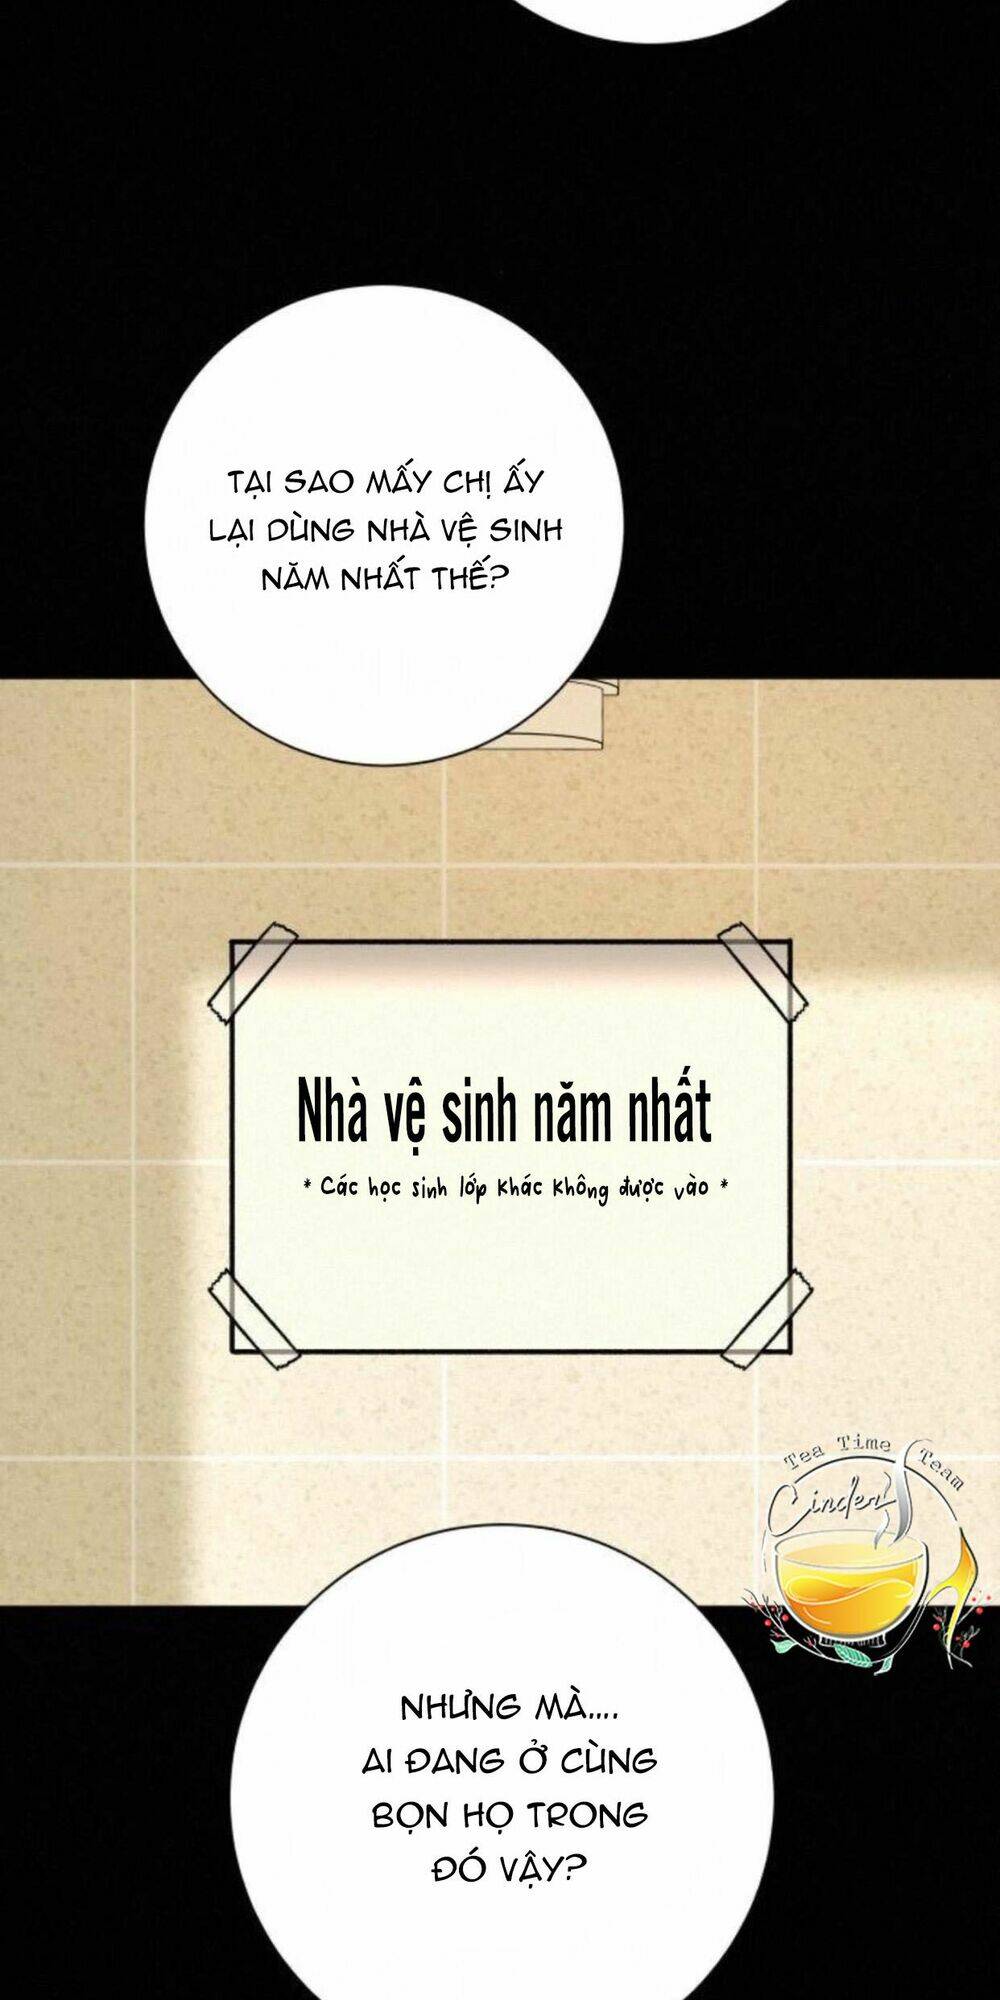 TẠI SAO MẤY CHỊ ẤY
LẠI DÙNG NHÀ VỆ SINH
NĂM NHẤT THẾ?
Nhà vệ sinh năm nhất
* Các học sinh lớp khác không được vào *
Tea Time Team
Cinder
NHƯNG MÀ....
AI ĐANG Ở CÙNG
BỌN HỌ TRONG
ĐÓ VẬY?